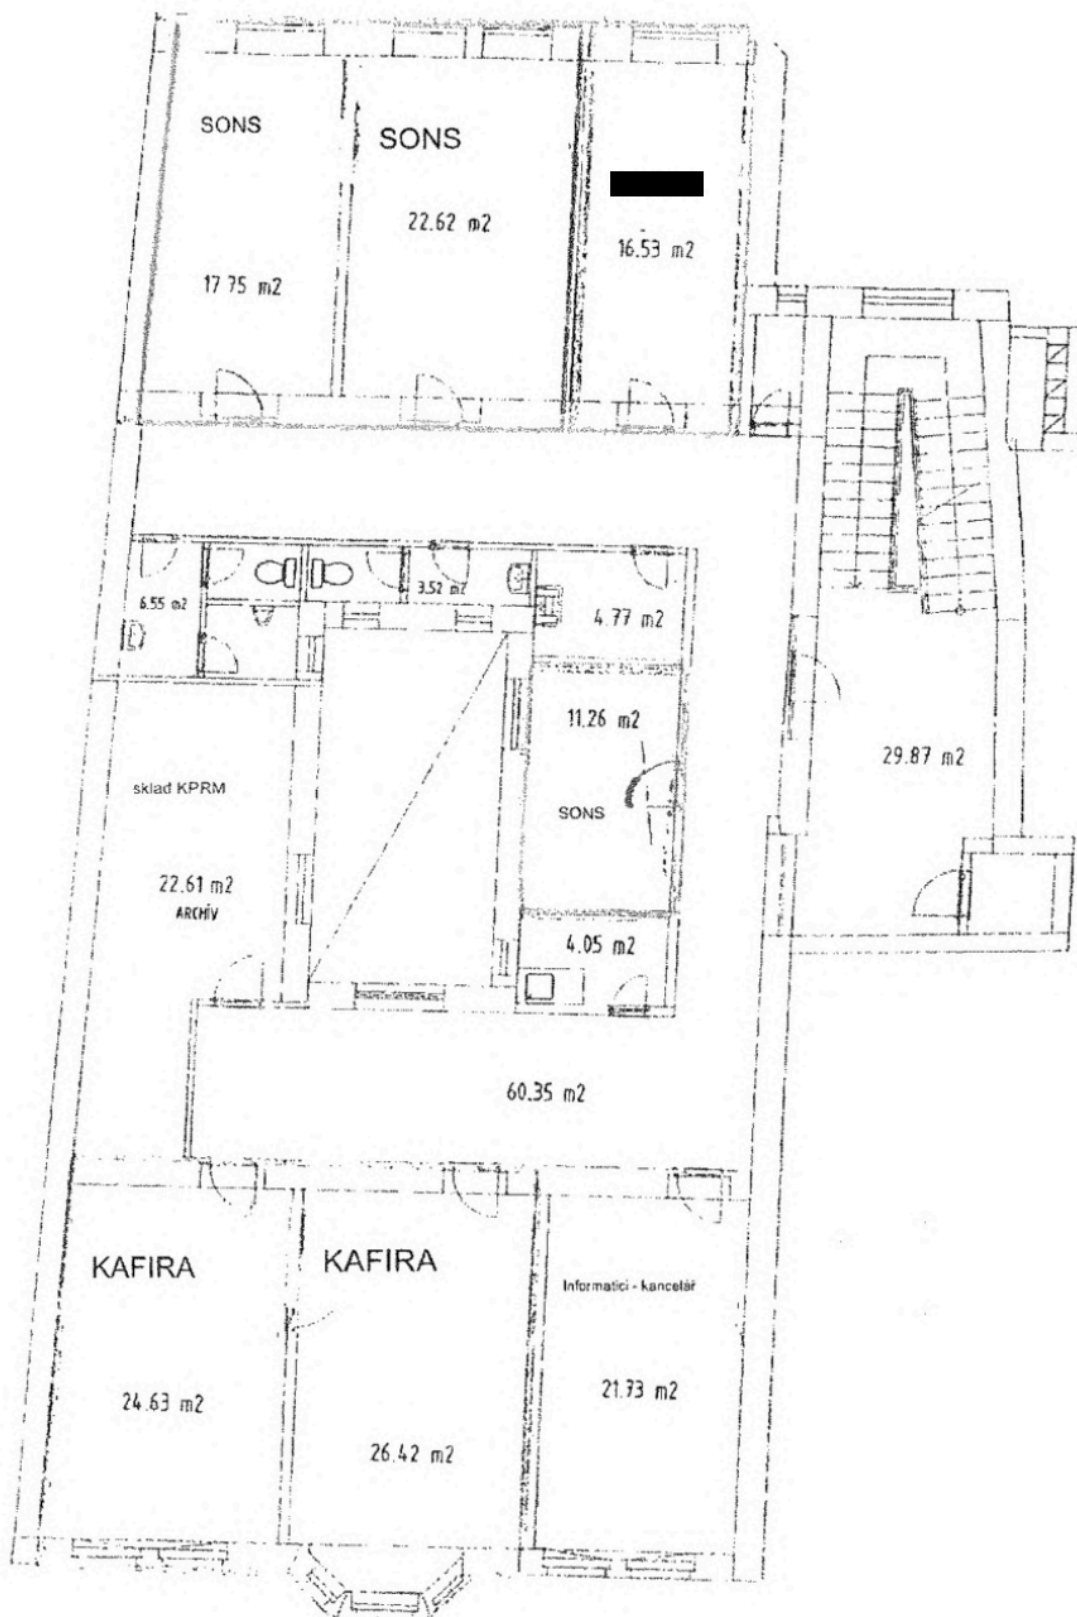 SONS
SONS
22.62 m2
16.53 m2
17 75 m2
6.55 m2
3.52 m2
4.77 m2
11.26 m2
29.87 m2
sklad KPRM
SONS
22.61 m2
ARCHÍV
4.05 m2
60.35 m2
KAFIRA
KAFIRA
Informatici - kancelář
24.63 m2
21.73 m2
26.42 m2